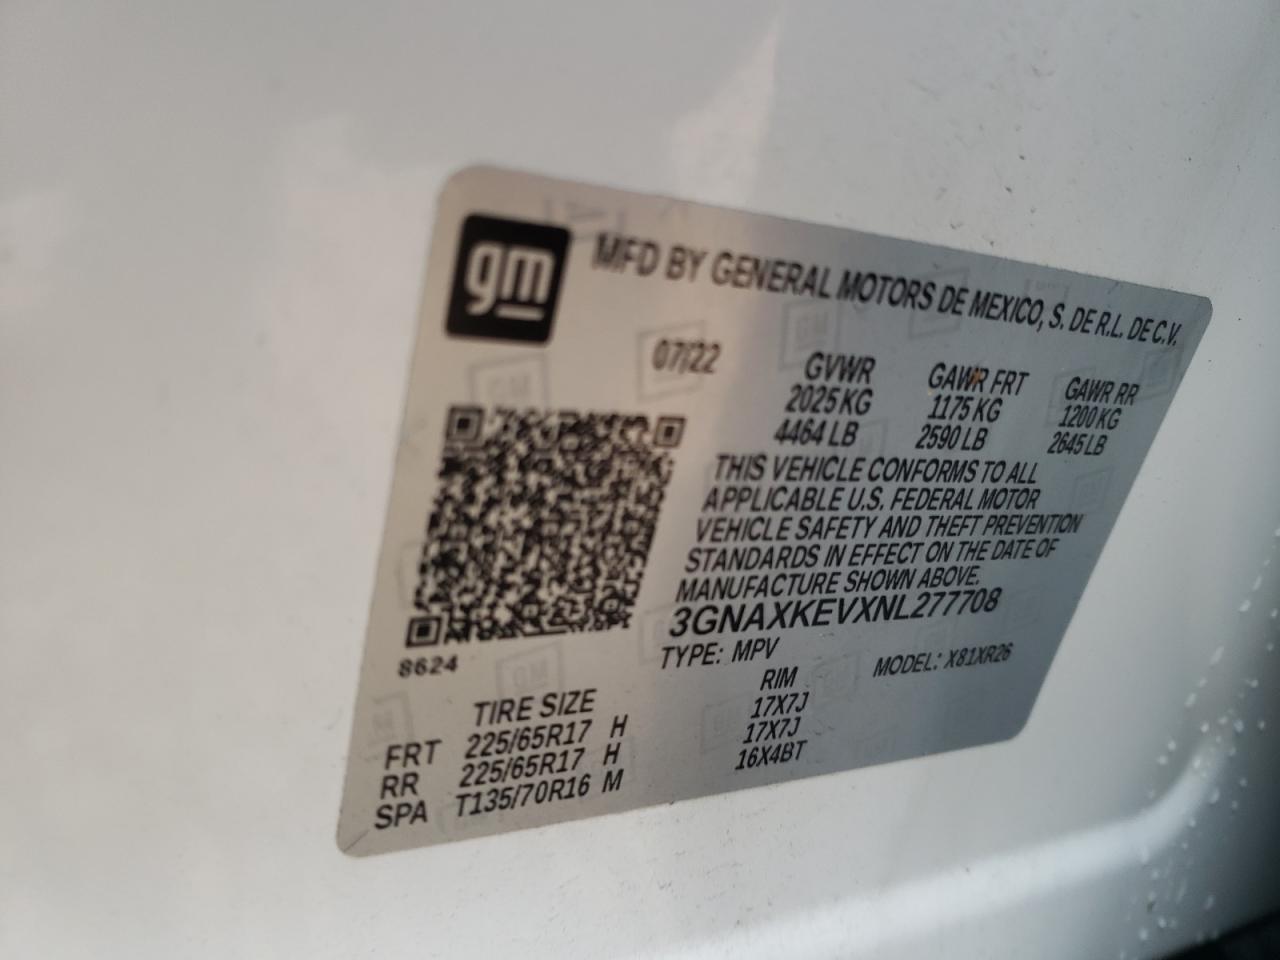 gm
MFD BY GENERAL MOTORS DE MEXICO, S. DE R.L. DE C.V.
07/22 GVWR GAWR FRT GAWR RR
2025 KG 1175 KG 1200 KG
4464 LB 2590 LB 2645 LB
THIS VEHICLE CONFORMS TO ALL
APPLICABLE U.S. FEDERAL MOTOR
VEHICLE SAFETY AND THEFT PREVENTION
STANDARDS IN EFFECT ON THE DATE OF
MANUFACTURE SHOWN ABOVE.
3GNAXKEVXNL277708
8624
TYPE: MPV MODEL: X81XR26
TIRE SIZE RIM
FRT 225/65R17 H 17X7J
RR 225/65R17 H 17X7J
SPA T135/70R16 M 16X4BT